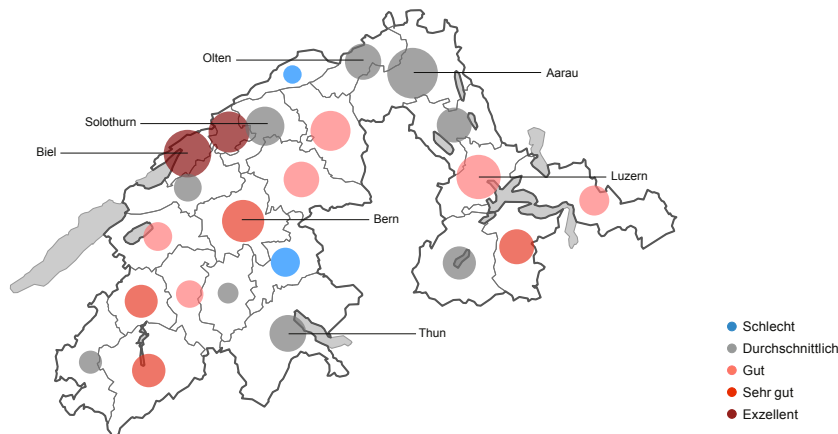 Olten
Aarau
Solothurn
Biel
Luzern
Bern
Thun
Schlecht
Durchschnittlich
Gut
Sehr gut
Exzellent